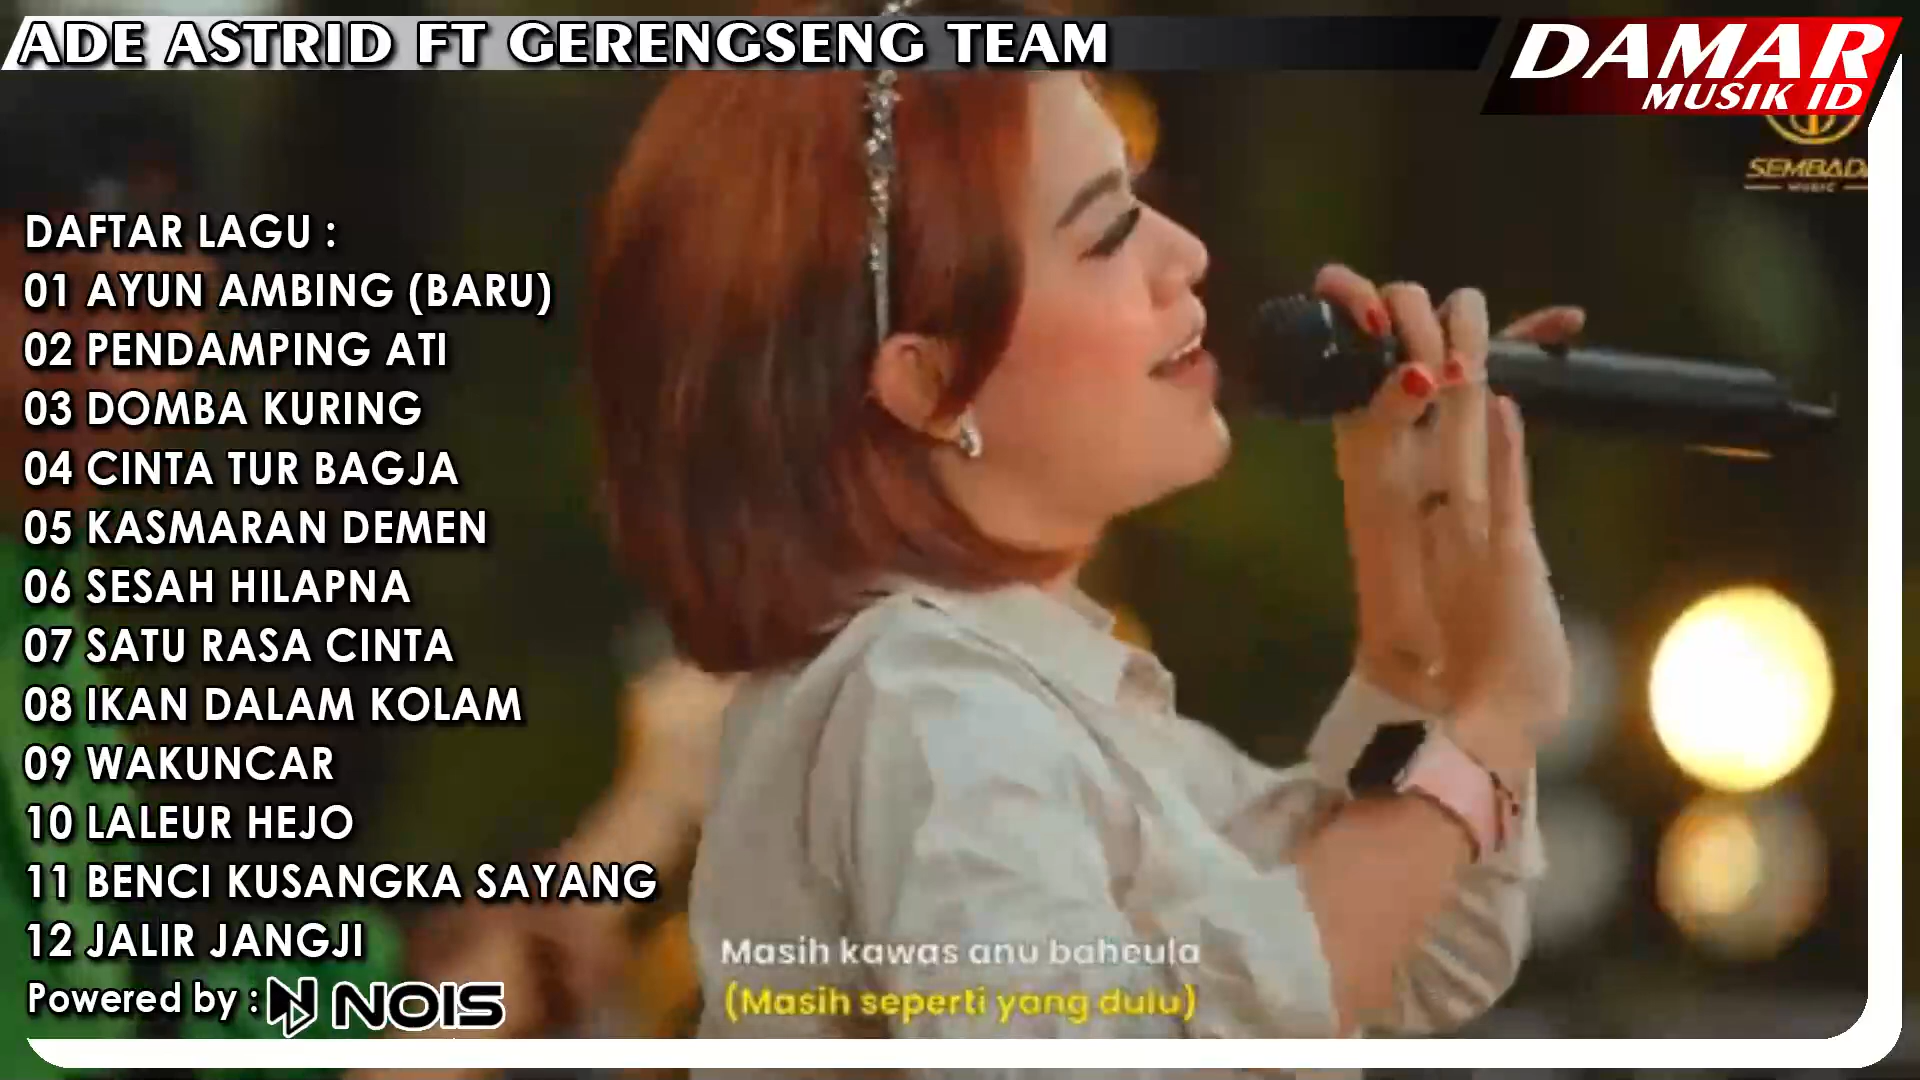 ADE ASTRID FT GERENGSENG TEAM
DAMAR
MUSIK ID
SEMBADA
MUSIC
DAFTAR LAGU :
01 AYUN AMBING (BARU)
02 PENDAMPING ATI
03 DOMBA KURING
04 CINTA TUR BAGJA
05 KASMARAN DEMEN
06 SESAH HILAPNA
07 SATU RASA CINTA
08 IKAN DALAM KOLAM
09 WAKUNCAR
10 LALEUR HEJO
11 BENCI KUSANGKA SAYANG
12 JALIR JANGJI
Powered by : NOIS
Masih kawas anu baheula
(Masih seperti yang dulu)